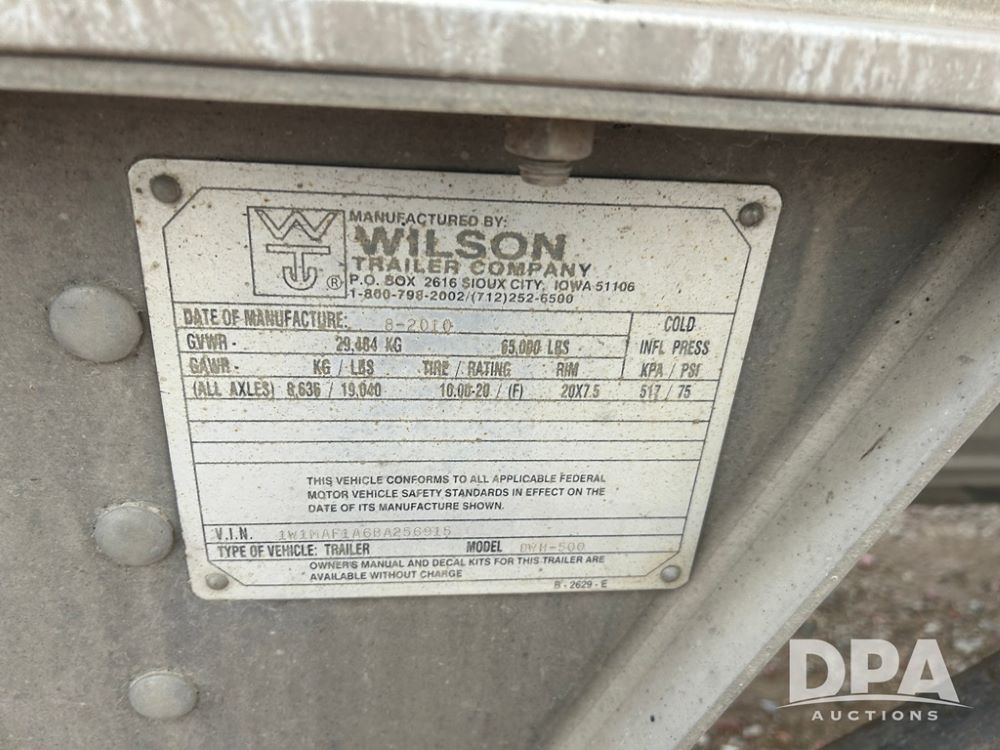 MANUFACTURED BY:
WILSON
TRAILER COMPANY
P.O. BOX 2616 SIOUX CITY, IOWA 51106
1-800-798-2002/(712)252-6500
®
DATE OF MANUFACTURE: 8-2010
GVWR - 29,484 KG 65,000 LBS
COLD
INFL PRESS
GAWR - KG / LBS TIRE / RATING RIM KPA / PSI
(ALL AXLES) 8,636 / 19,040 10.00-20 / (F) 20X7.5 517 / 75
THIS VEHICLE CONFORMS TO ALL APPLICABLE FEDERAL
MOTOR VEHICLE SAFETY STANDARDS IN EFFECT ON THE
DATE OF ITS MANUFACTURE SHOWN.
V.I.N. 1W1MAF1A6BA256915
TYPE OF VEHICLE: TRAILER MODEL DWH-500
OWNER'S MANUAL AND DECAL KITS FOR THIS TRAILER ARE
AVAILABLE WITHOUT CHARGE
B - 2629 - E
DPA
AUCTIONS